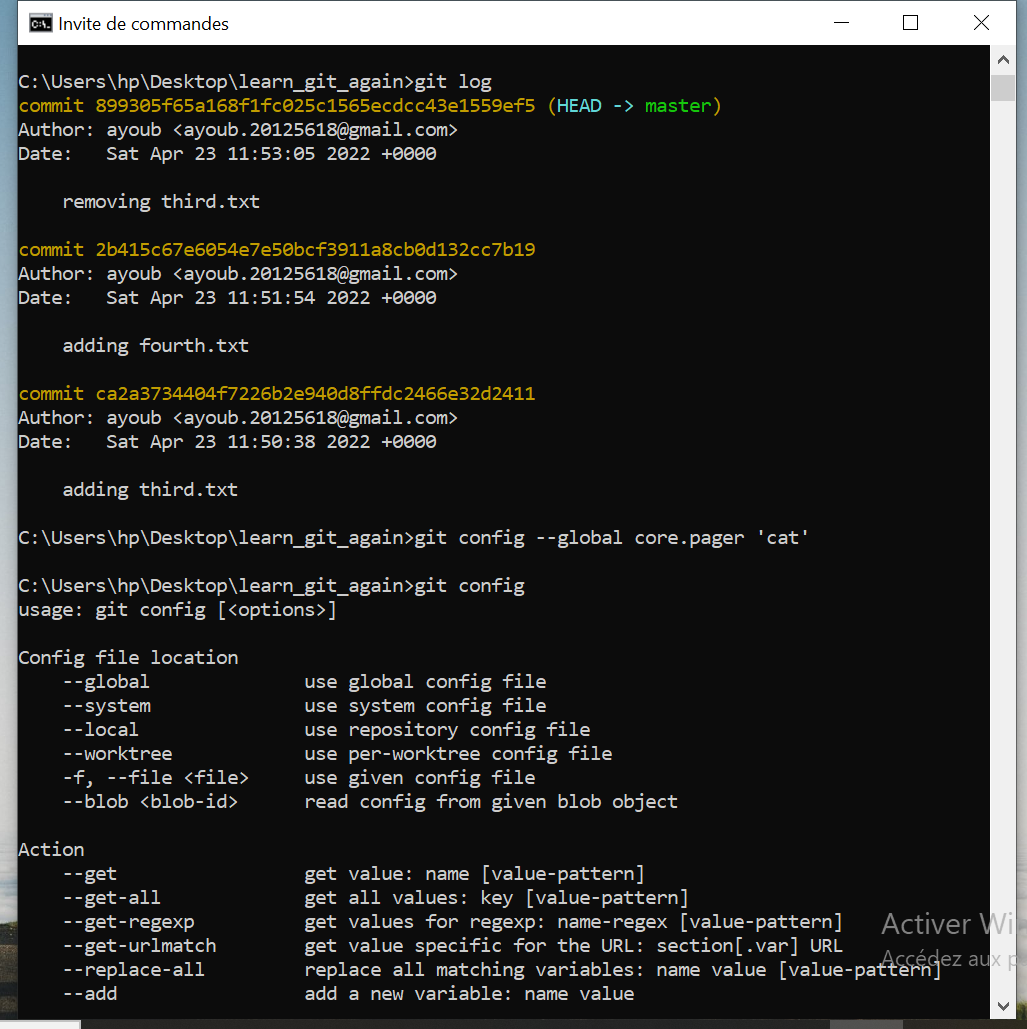 Invite de commandes
C:\Users\hp\Desktop\learn_git_again>git log
commit 899305f65a168f1fc025c1565ecdcc43e1559ef5 (HEAD -> master)
Author: ayoub <ayoub.20125618@gmail.com>
Date:   Sat Apr 23 11:53:05 2022 +0000
    removing third.txt
commit 2b415c67e6054e7e50bcf3911a8cb0d132cc7b19
Author: ayoub <ayoub.20125618@gmail.com>
Date:   Sat Apr 23 11:51:54 2022 +0000
    adding fourth.txt
commit ca2a3734404f7226b2e940d8ffdc2466e32d2411
Author: ayoub <ayoub.20125618@gmail.com>
Date:   Sat Apr 23 11:50:38 2022 +0000
    adding third.txt
C:\Users\hp\Desktop\learn_git_again>git config --global core.pager 'cat'
C:\Users\hp\Desktop\learn_git_again>git config
usage: git config [<options>]
Config file location
    --global              use global config file
    --system              use system config file
    --local               use repository config file
    --worktree            use per-worktree config file
    -f, --file <file>     use given config file
    --blob <blob-id>      read config from given blob object
Action
    --get                 get value: name [value-pattern]
    --get-all             get all values: key [value-pattern]
    --get-regexp          get values for regexp: name-regex [value-pattern]
    --get-urlmatch        get value specific for the URL: section[.var] URL
    --replace-all         replace all matching variables: name value [value-pattern]
    --add                 add a new variable: name value
Activer Wi
Accédez aux p